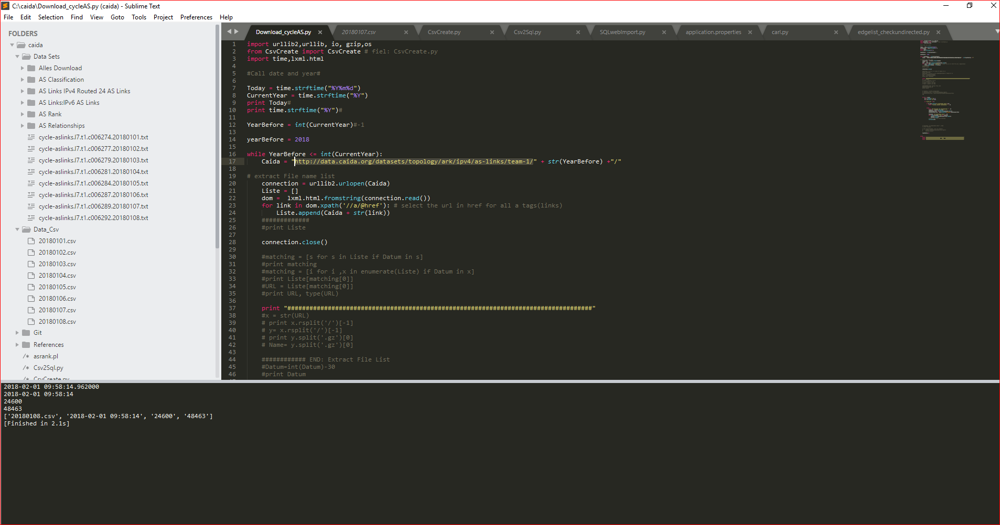 C:\caida\Download_cycleAS.py (caida) - Sublime Text
File Edit Selection Find View Goto Tools Project Preferences Help
FOLDERS
caida
Data Sets
Alles Download
AS Classification
AS Links IPv4 Routed 24 AS Links
AS Links:IPv6 AS Links
AS Rank
AS Relationships
cycle-aslinks.l7.t1.c006274.20180101.txt
cycle-aslinks.l7.t1.c006277.20180102.txt
cycle-aslinks.l7.t1.c006279.20180103.txt
cycle-aslinks.l7.t1.c006281.20180104.txt
cycle-aslinks.l7.t1.c006284.20180105.txt
cycle-aslinks.l7.t1.c006287.20180106.txt
cycle-aslinks.l7.t1.c006289.20180107.txt
cycle-aslinks.l7.t1.c006292.20180108.txt
Data_Csv
20180101.csv
20180102.csv
20180103.csv
20180104.csv
20180105.csv
20180106.csv
20180107.csv
20180108.csv
Git
References
asrank.pl
Csv2Sql.py
CsvCreate.py
Download_cycleAS.py 20180107.csv CsvCreate.py Csv2Sql.py SQLwebImport.py application.properties carl.py edgelist_checkundirected.py
1 import urllib2,urllib, io, gzip,os
2 from CsvCreate import CsvCreate # fiel: CsvCreate.py
3 import time,lxml.html
4
5 #Call date and year#
6
7 Today = time.strftime("%Y%m%d")
8 CurrentYear = time.strftime("%Y")
9 print Today#
10 print time.strftime("%Y")#
11
12 YearBefore = int(CurrentYear)#-1
13
14 yearBefore = 2018
15
16 while YearBefore <= int(CurrentYear):
17 Caida = "http://data.caida.org/datasets/topology/ark/ipv4/as-links/team-1/" + str(YearBefore) +"/"
18
19 # extract File name list
20 connection = urllib2.urlopen(Caida)
21 Liste = []
22 dom = lxml.html.fromstring(connection.read())
23 for link in dom.xpath('//a/@href'): # select the url in href for all a tags(links)
24 Liste.append(Caida + str(link))
25 #############
26 #print Liste
27
28 connection.close()
29
30 #matching = [s for s in Liste if Datum in s]
31 #print matching
32 #matching = [i for i ,x in enumerate(Liste) if Datum in x]
33 #print Liste[matching[0]]
34 #URL = Liste[matching[0]]
35 #print URL, type(URL)
36
37 print "###################################################################################"
38 #x = str(URL)
39 # print x.rsplit('/')[-1]
40 # y= x.rsplit('/')[-1]
41 # print y.split('.gz')[0]
42 # Name= y.split('.gz')[0]
43
44 ############ END: Extract File List
45 #Datum=int(Datum)-30
46 #print Datum
2018-02-01 09:58:14.962000
2018-02-01 09:58:14
24600
48463
['20180108.csv', '2018-02-01 09:58:14', '24600', '48463']
[Finished in 2.1s]